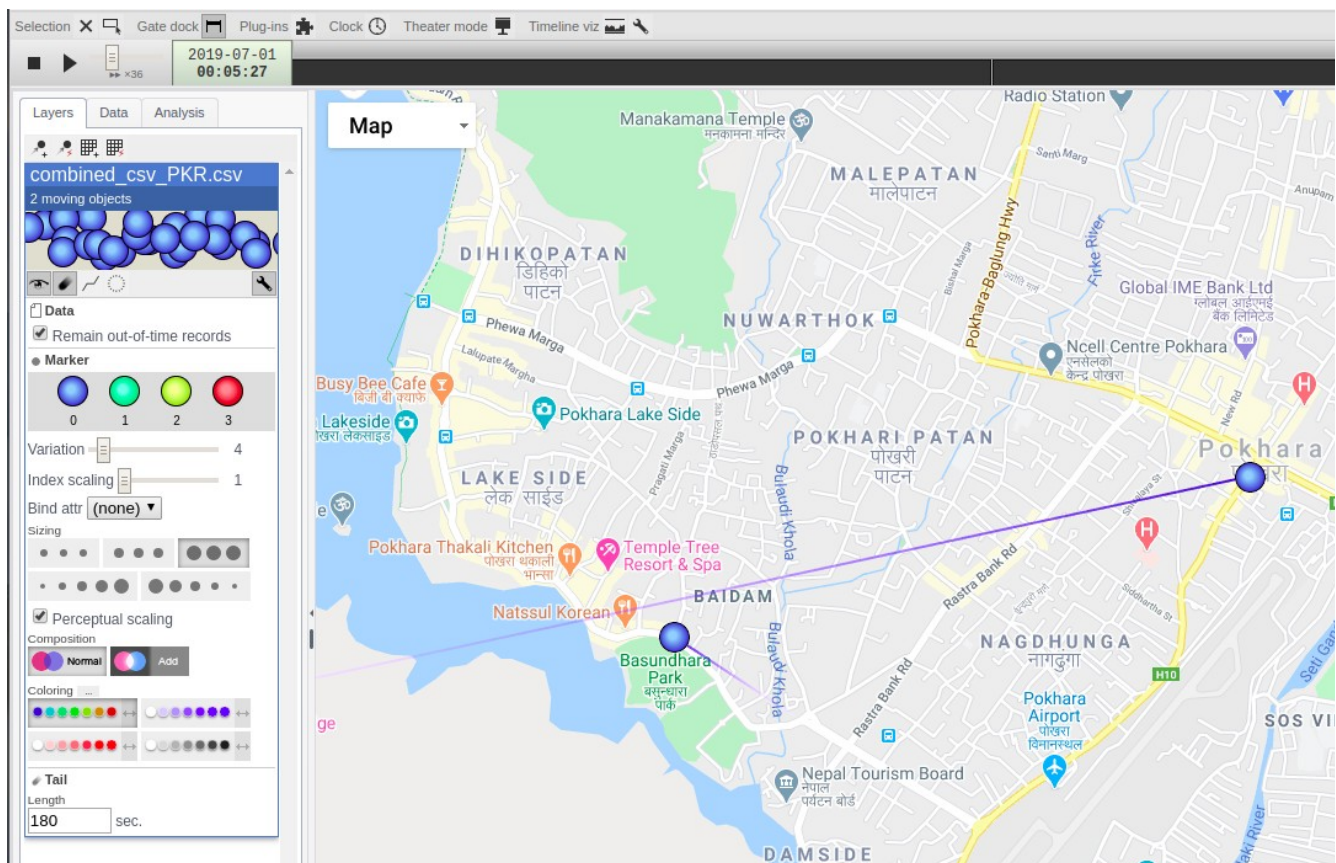 Selection Gate dock Plug-ins Clock Theater mode Timeline viz
×36
2019-07-01
00:05:27
Layers Data Analysis
combined_csv_PKR.csv
2 moving objects
Data
Remain out-of-time records
Marker
0 1 2 3
Variation 4
Index scaling 1
Bind attr (none)
Sizing
Perceptual scaling
Composition
Normal Add
Coloring ...
Tail
Length
180 sec.
Map
Radio Station
Manakamana Temple
मनकामना मन्दिर
Santi Marg
MALEPATAN
मालेपाटन
Anupam
Pokhara-Baglung Hwy
Firke River
Bishal Marga
DIHIKOPATAN
डिहिको
पाटन
Global IME Bank Ltd
ग्लोबल आईएमई
बैंक लिमिटेड
NUWARTHOK
Phewa Marga
Lalupate Margha
Ncell Centre Pokhara
एनसेलको
केन्द्र पोखरा
Phewa Marga
New Rd
Busy Bee Cafe
बिजी बी क्याफे
Lakeside
पोखरा लेकसाइड
Pokhara Lake Side
POKHARI PATAN
पोखरी
पाटन
Pokhara
Pragati Marga
LAKE SIDE
लेक साईड
Bulaudi Khola
e
Pokhara Thakali Kitchen
पोखरा थकाली
भान्सा
Temple Tree
Resort & Spa
Rastra Bank Rd
Siddhartha St
Natssul Korean
BAIDAM
NAGDHUNGA
नागढुंगा
Basundhara
Park
बसुन्धारा
पार्क
Bulaudi Khola
Rastra Bank Rd
H10
Seti
Pokhara
Airport
पोखरा
विमानस्थल
SOS
ge
Nepal Tourism Board
नेपाल
पर्यटन बोर्ड
River
DAMSIDE